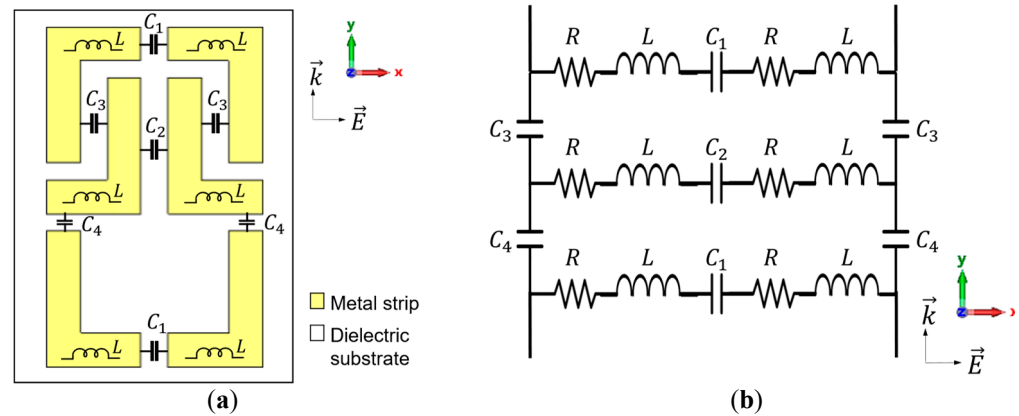 C₁
L L
y
x
z
k⃗
E⃗
C₃ C₃
C₂
L L
C₄ C₄
C₁
L L
Metal strip
Dielectric
substrate
(a)
R L C₁ R L
C₃ C₃
R L C₂ R L
C₄ C₄
R L C₁ R L
y
x
z
k⃗
E⃗
(b)